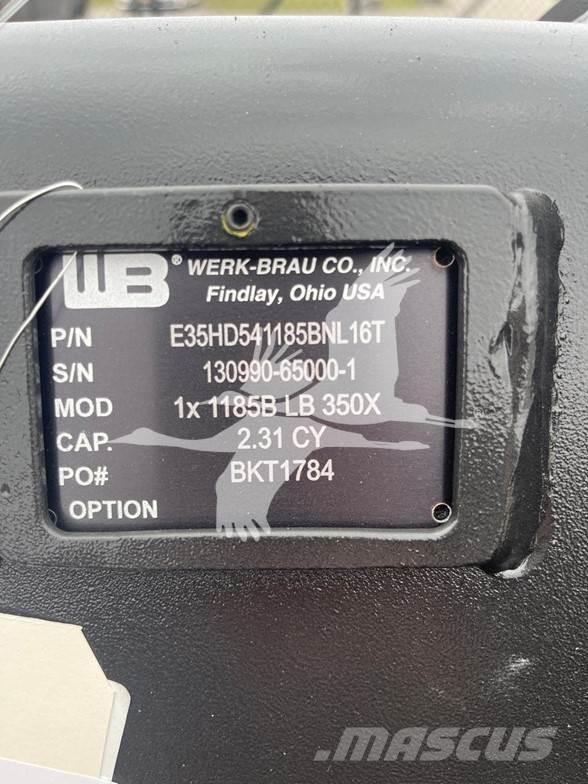 WB® WERK-BRAU CO., INC.
Findlay, Ohio USA
P/N E35HD541185BNL16T
S/N 130990-65000-1
MOD 1x 1185B LB 350X
CAP. 2.31 CY
PO# BKT1784
OPTION
MASCUS